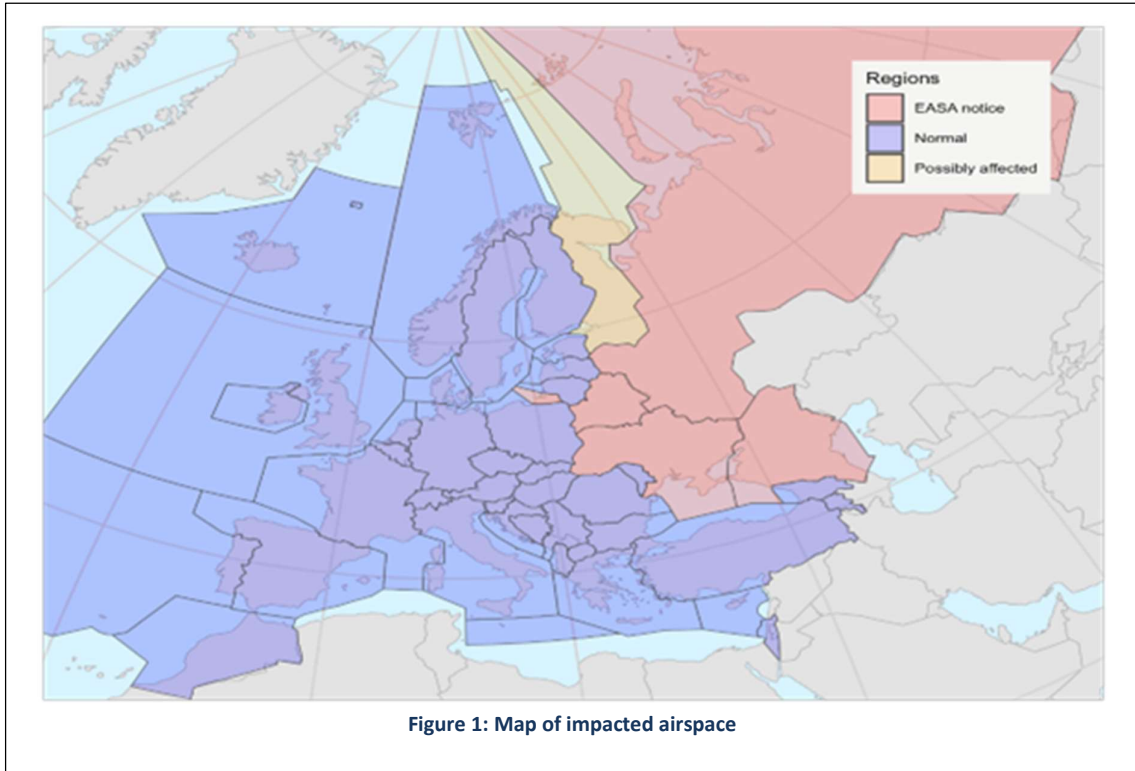 Regions
EASA notice
Normal
Possibly affected
Figure 1: Map of impacted airspace